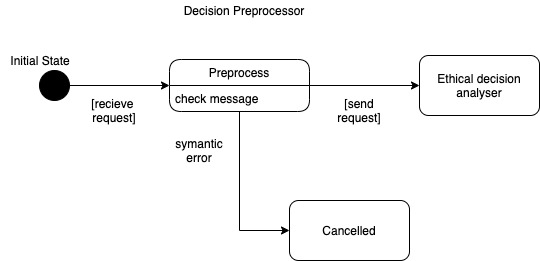 Decision Preprocessor
Initial State
Preprocess
check message
[recieve
request]
[send
request]
Ethical decision
analyser
symantic
error
Cancelled